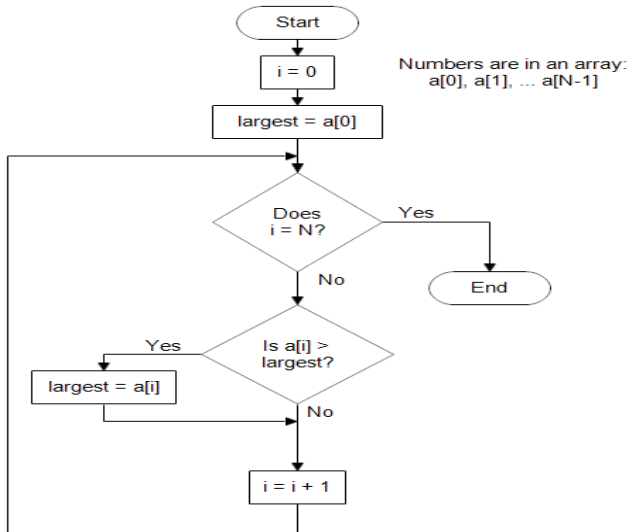 Start
i = 0
Numbers are in an array:
a[0], a[1], ... a[N-1]
largest = a[0]
Does
i = N?
Yes
No
End
Is a[i] >
largest?
Yes
largest = a[i]
No
i = i + 1